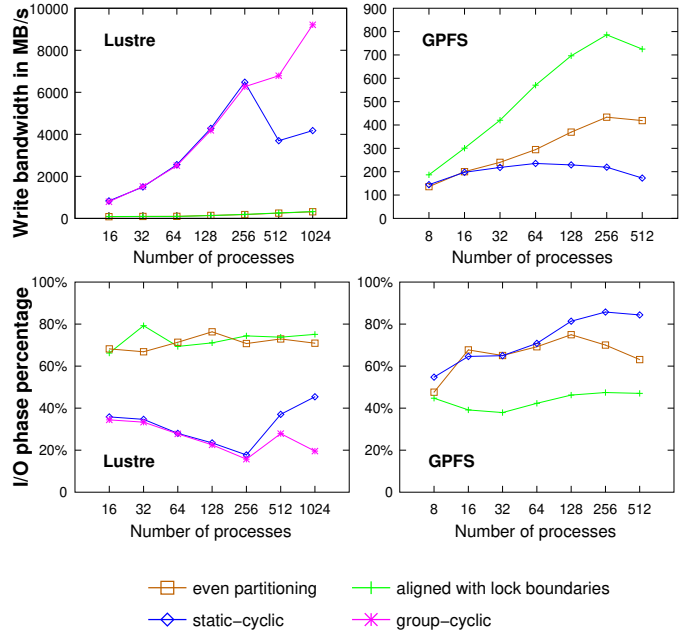 Write bandwidth in MB/s
10000
8000
6000
4000
2000
0
Lustre
16 32 64 128 256 512 1024
Number of processes
900
800
700
600
500
400
300
200
100
0
GPFS
8 16 32 64 128 256 512
Number of processes
I/O phase percentage
100%
80%
60%
40%
20%
0
Lustre
16 32 64 128 256 512 1024
Number of processes
100%
80%
60%
40%
20%
0
GPFS
8 16 32 64 128 256 512
Number of processes
even partitioning
aligned with lock boundaries
static-cyclic
group-cyclic